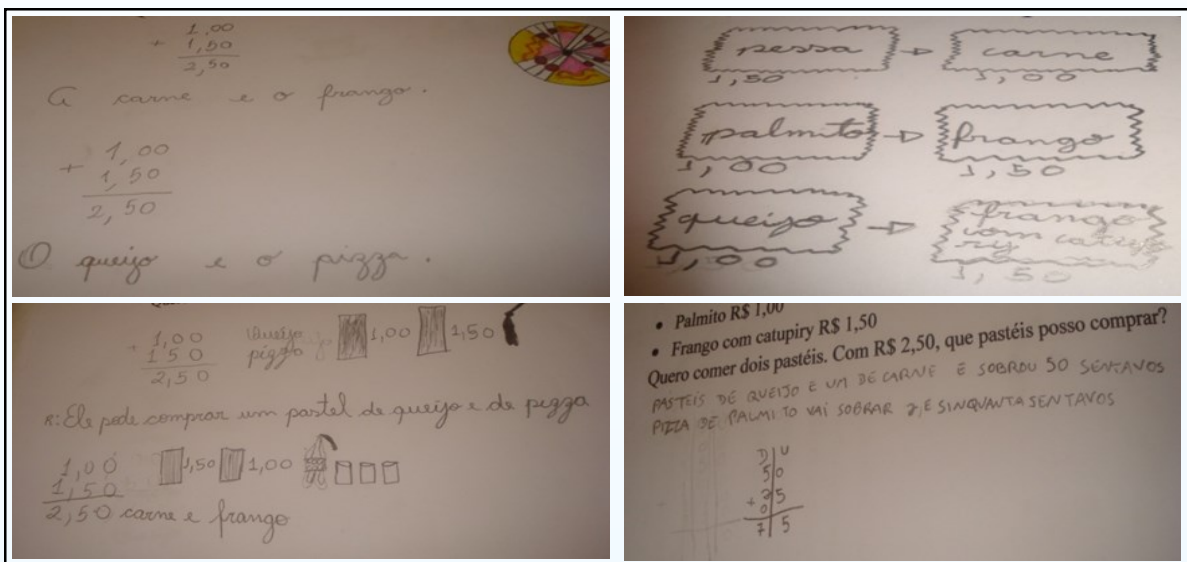 1,00
+ 1,50
2,50
A carne e o frango.
1,00
+ 1,50
2,50
O queijo e o pizza.
pessa carne
1,50 1,00
palmito frango
1,00 1,50
queijo frango
com
1,00 1,50
1,00 queijo 1,00 1,50
1 50 pizza
2,50
R: Ele pode comprar um pastel de queijo e de pezza
1,00 1,50 1,00
1,50
2,50 carne e frango
• Palmito R$ 1,00
• Frango com catupiry R$ 1,50
Quero comer dois pastéis. Com R$ 2,50, que pastéis posso comprar?
PASTEIS DE QUEIJO E UM DE CARNE E SOBROU 50 SENTAVOS
PIZZA DE PALMITO VAI SOBRAR 2,E SINQUANTA SENTAVOS
D U
5 0
+ 2 5
0
7 5